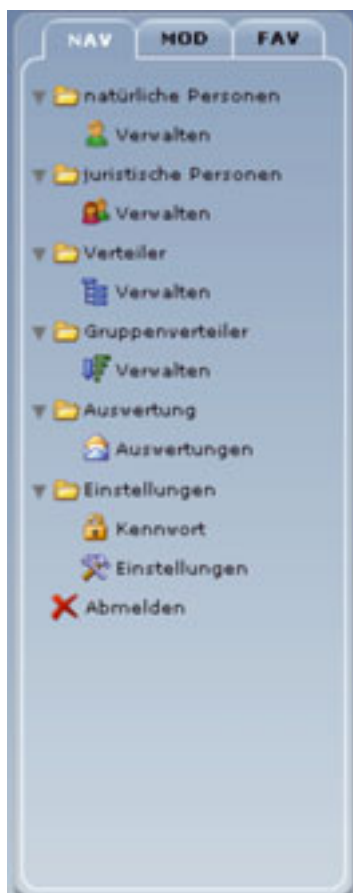 NAV MOD FAV
natürliche Personen
Verwalten
juristische Personen
Verwalten
Verteiler
Verwalten
Gruppenverteiler
Verwalten
Auswertung
Auswertungen
Einstellungen
Kennwort
Einstellungen
Abmelden